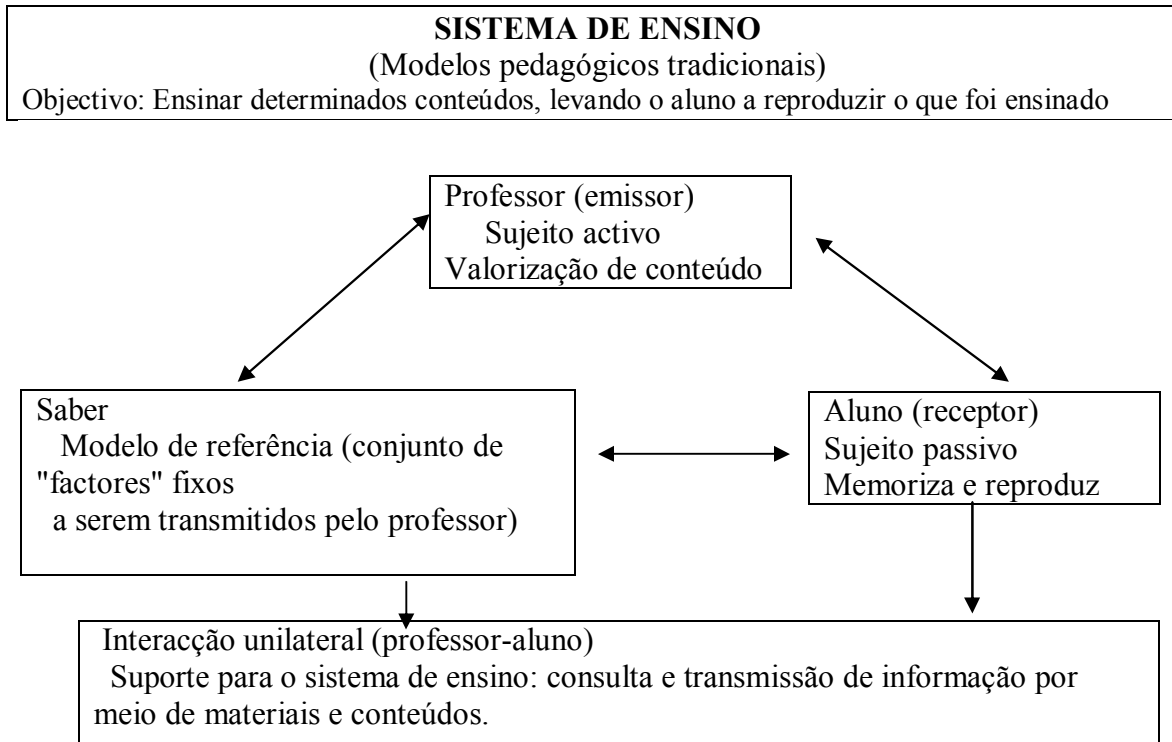 SISTEMA DE ENSINO
(Modelos pedagógicos tradicionais)
Objectivo: Ensinar determinados conteúdos, levando o aluno a reproduzir o que foi ensinado
Professor (emissor)
Sujeito activo
Valorização de conteúdo
Saber
Modelo de referência (conjunto de
"factores" fixos
a serem transmitidos pelo professor)
Aluno (receptor)
Sujeito passivo
Memoriza e reproduz
Interacção unilateral (professor-aluno)
Suporte para o sistema de ensino: consulta e transmissão de informação por
meio de materiais e conteúdos.